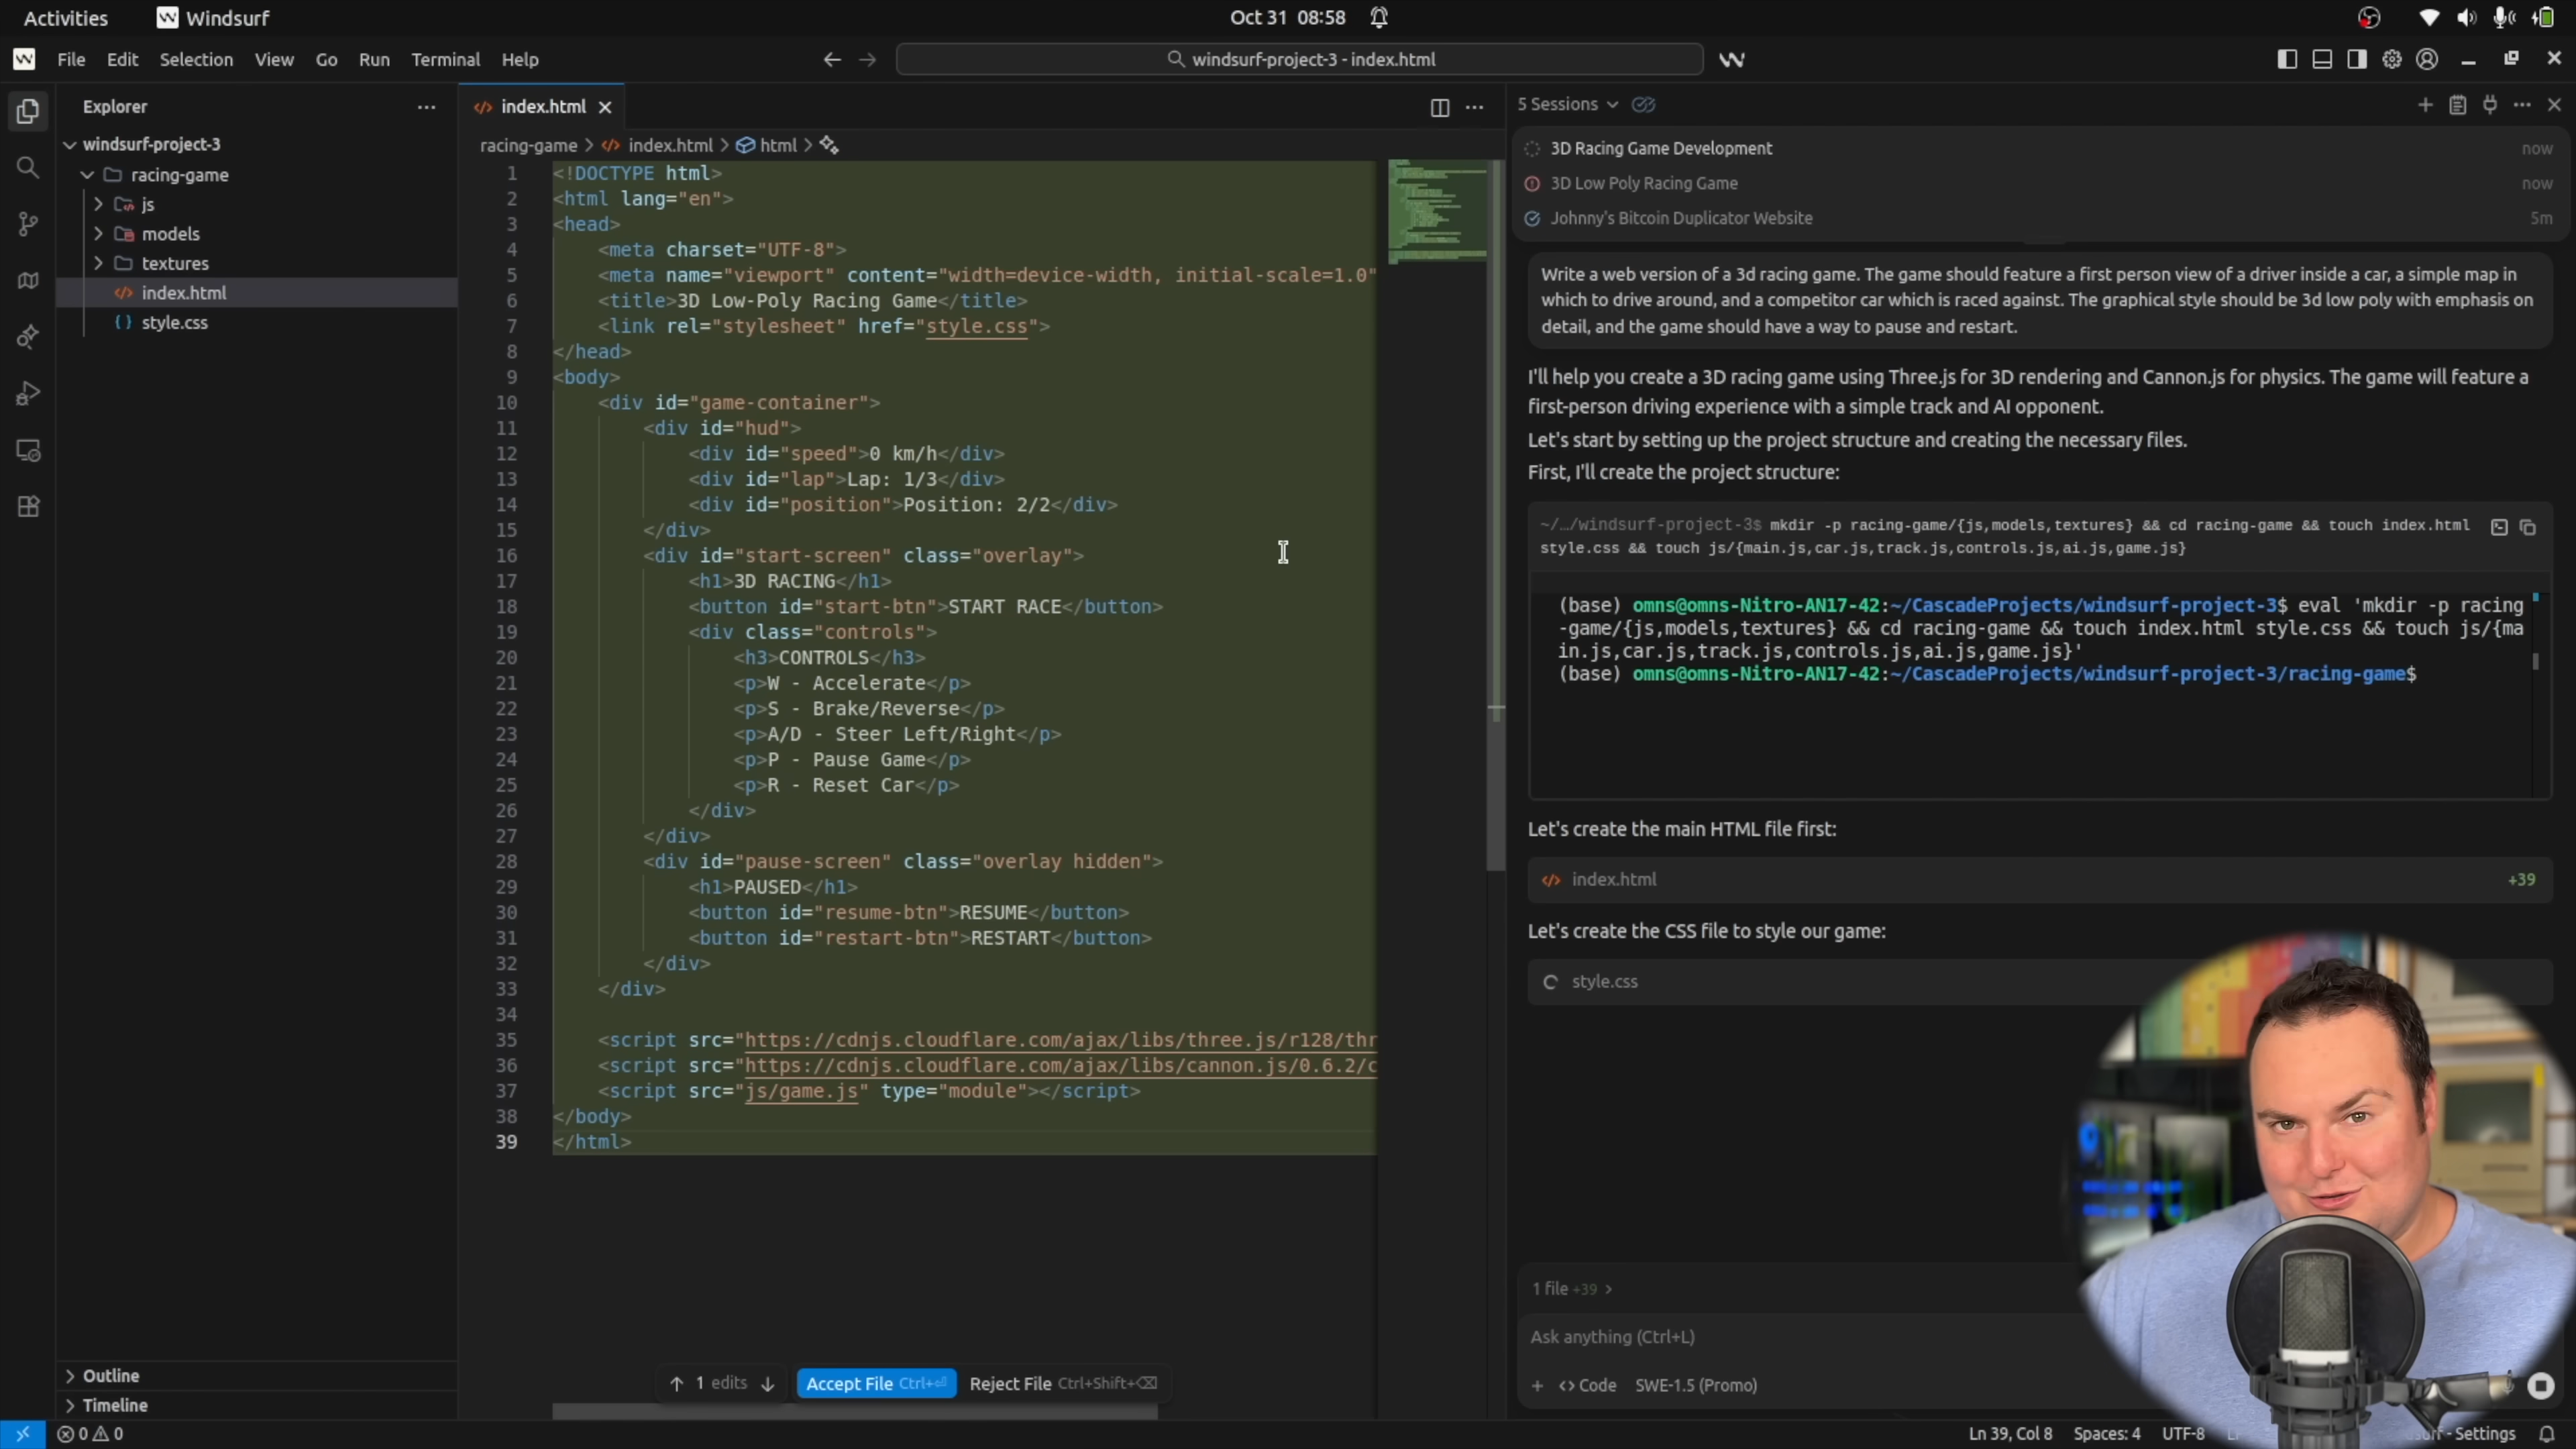 Activities Windsurf Oct 31 08:58
File Edit Selection View Go Run Terminal Help windsurf-project-3 - index.html
Explorer
windsurf-project-3
racing-game
js
models
textures
index.html
style.css
Outline
Timeline
index.html
racing-game > index.html > html >
1 <!DOCTYPE html>
2 <html lang="en">
3 <head>
4 <meta charset="UTF-8">
5 <meta name="viewport" content="width=device-width, initial-scale=1.0"
6 <title>3D Low-Poly Racing Game</title>
7 <link rel="stylesheet" href="style.css">
8 </head>
9 <body>
10 <div id="game-container">
11 <div id="hud">
12 <div id="speed">0 km/h</div>
13 <div id="lap">Lap: 1/3</div>
14 <div id="position">Position: 2/2</div>
15 </div>
16 <div id="start-screen" class="overlay">
17 <h1>3D RACING</h1>
18 <button id="start-btn">START RACE</button>
19 <div class="controls">
20 <h3>CONTROLS</h3>
21 <p>W - Accelerate</p>
22 <p>S - Brake/Reverse</p>
23 <p>A/D - Steer Left/Right</p>
24 <p>P - Pause Game</p>
25 <p>R - Reset Car</p>
26 </div>
27 </div>
28 <div id="pause-screen" class="overlay hidden">
29 <h1>PAUSED</h1>
30 <button id="resume-btn">RESUME</button>
31 <button id="restart-btn">RESTART</button>
32 </div>
33 </div>
34
35 <script src="https://cdnjs.cloudflare.com/ajax/libs/three.js/r128/thr
36 <script src="https://cdnjs.cloudflare.com/ajax/libs/cannon.js/0.6.2/c
37 <script src="js/game.js" type="module"></script>
38 </body>
39 </html>
1 edits Accept File Ctrl+⏎ Reject File Ctrl+Shift+⌫
5 Sessions
3D Racing Game Development now
3D Low Poly Racing Game now
Johnny's Bitcoin Duplicator Website 5m
Write a web version of a 3d racing game. The game should feature a first person view of a driver inside a car, a simple map in
which to drive around, and a competitor car which is raced against. The graphical style should be 3d low poly with emphasis on
detail, and the game should have a way to pause and restart.
I'll help you create a 3D racing game using Three.js for 3D rendering and Cannon.js for physics. The game will feature a
first-person driving experience with a simple track and AI opponent.
Let's start by setting up the project structure and creating the necessary files.
First, I'll create the project structure:
~/.../windsurf-project-3$ mkdir -p racing-game/{js,models,textures} && cd racing-game && touch index.html
style.css && touch js/{main.js,car.js,track.js,controls.js,ai.js,game.js}
(base) omns@omns-Nitro-AN17-42:~/CascadeProjects/windsurf-project-3$ eval 'mkdir -p racing
-game/{js,models,textures} && cd racing-game && touch index.html style.css && touch js/{ma
in.js,car.js,track.js,controls.js,ai.js,game.js}'
(base) omns@omns-Nitro-AN17-42:~/CascadeProjects/windsurf-project-3/racing-game$
Let's create the main HTML file first:
index.html +39
Let's create the CSS file to style our game:
style.css
1 file +39 >
Ask anything (Ctrl+L)
+ <> Code SWE-1.5 (Promo)
0 0 Ln 39, Col 8 Spaces: 4 UTF-8 - Settings